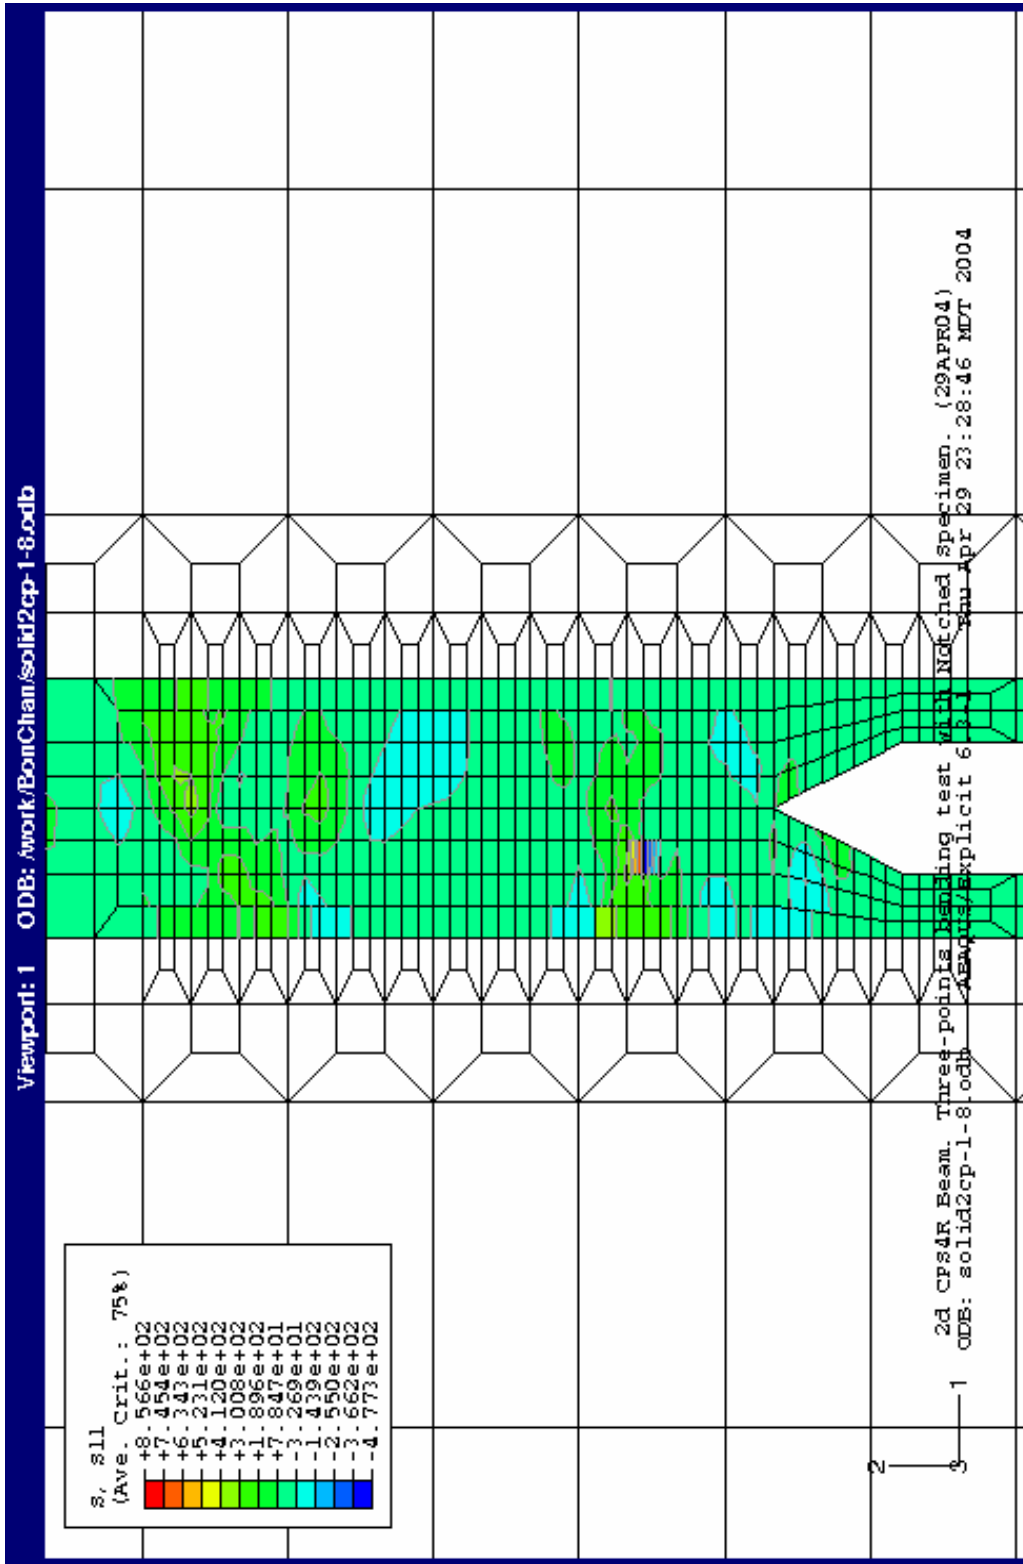 Viewport: 1 ODB: /work/BonChan/solid2cp-1-8.odb
S, S11
(Ave. Crit.: 75%)
+8.566e+02
+7.454e+02
+6.343e+02
+5.231e+02
+4.120e+02
+3.008e+02
+1.896e+02
+7.847e+01
-3.269e+01
-1.439e+02
-2.550e+02
-3.662e+02
-4.773e+02
2
3 1
2d CPS4R Beam. Three-points bending test with Notched Specimen. (29APR04)
ODB: solid2cp-1-8.odb ABAQUS/Explicit 6.3-1 Thu Apr 29 23:28:46 MDT 2004